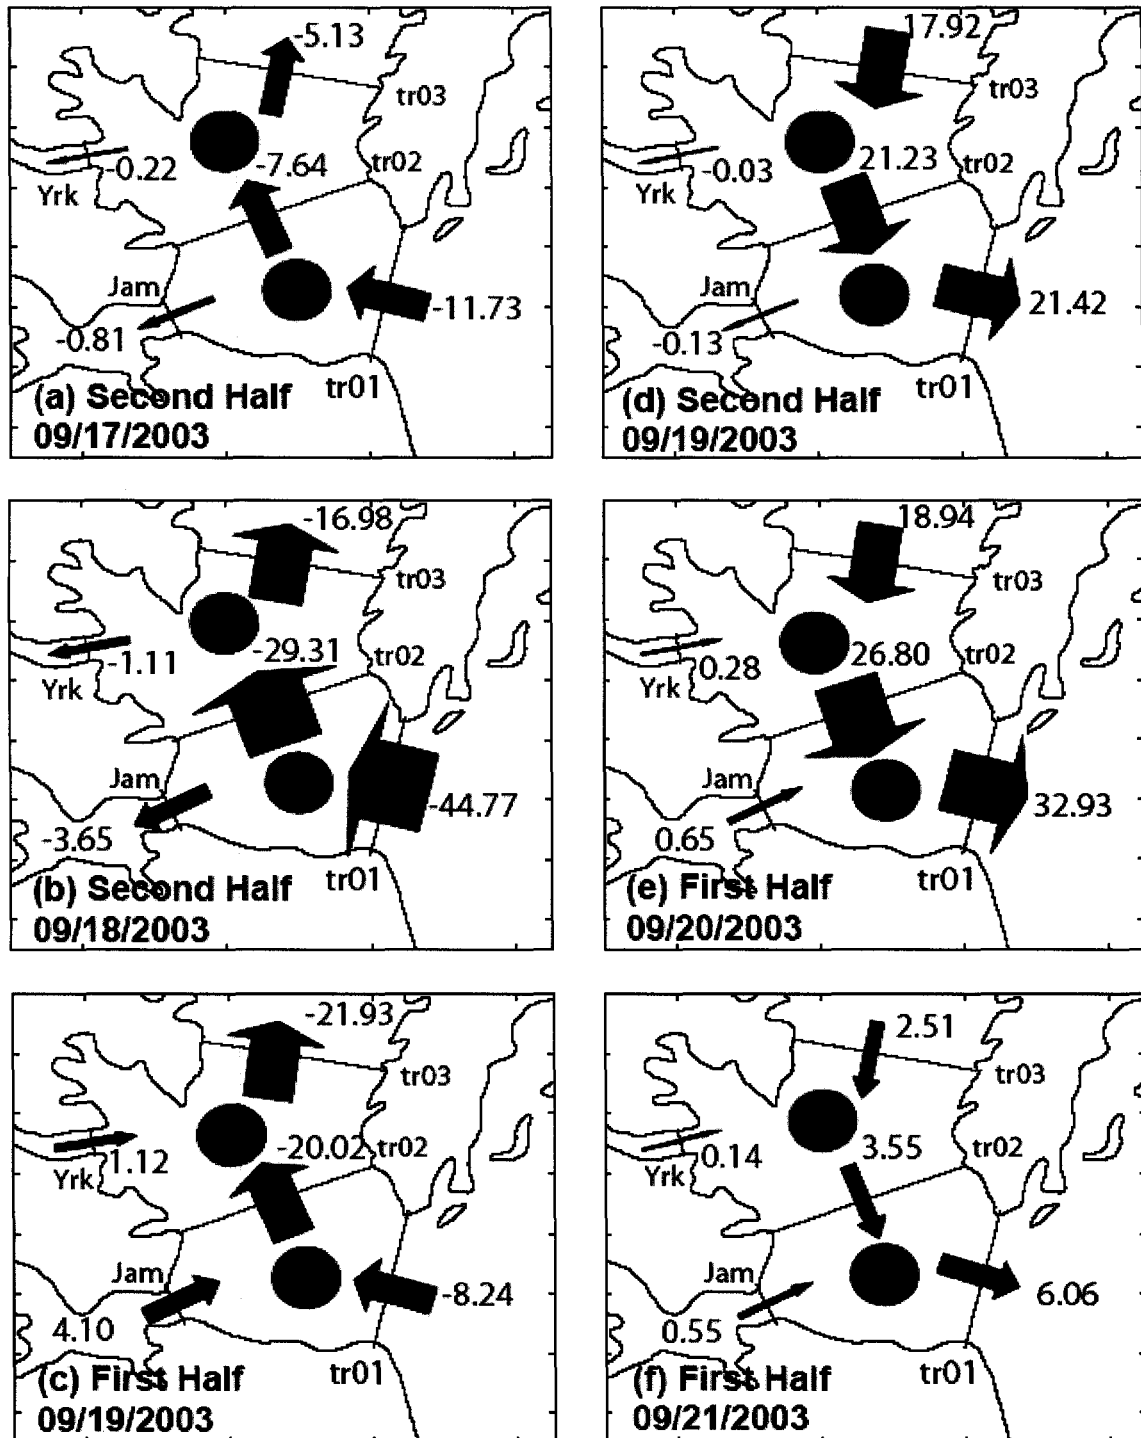 -5.13
tr03
-0.22
-7.64
tr02
Yrk
Jam
-11.73
-0.81
tr01
(a) Second Half
09/17/2003
17.92
tr03
-0.03
21.23
tr02
Yrk
Jam
21.42
-0.13
tr01
(d) Second Half
09/19/2003
-16.98
tr03
-1.11
-29.31
tr02
Yrk
Jam
-44.77
-3.65
tr01
(b) Second Half
09/18/2003
18.94
tr03
0.28
26.80
tr02
Yrk
Jam
32.93
0.65
tr01
(e) First Half
09/20/2003
-21.93
tr03
1.12
-20.02
tr02
Yrk
Jam
-8.24
4.10
tr01
(c) First Half
09/19/2003
2.51
tr03
0.14
3.55
tr02
Yrk
Jam
6.06
0.55
tr01
(f) First Half
09/21/2003